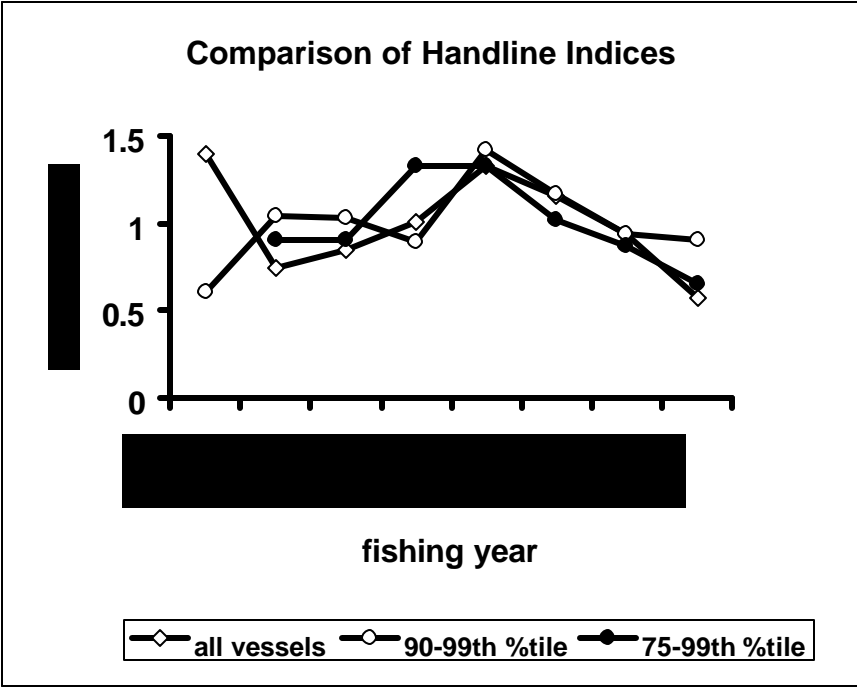 Comparison of Handline Indices
1.5
1
0.5
0
fishing year
all vessels 90-99th %tile 75-99th %tile